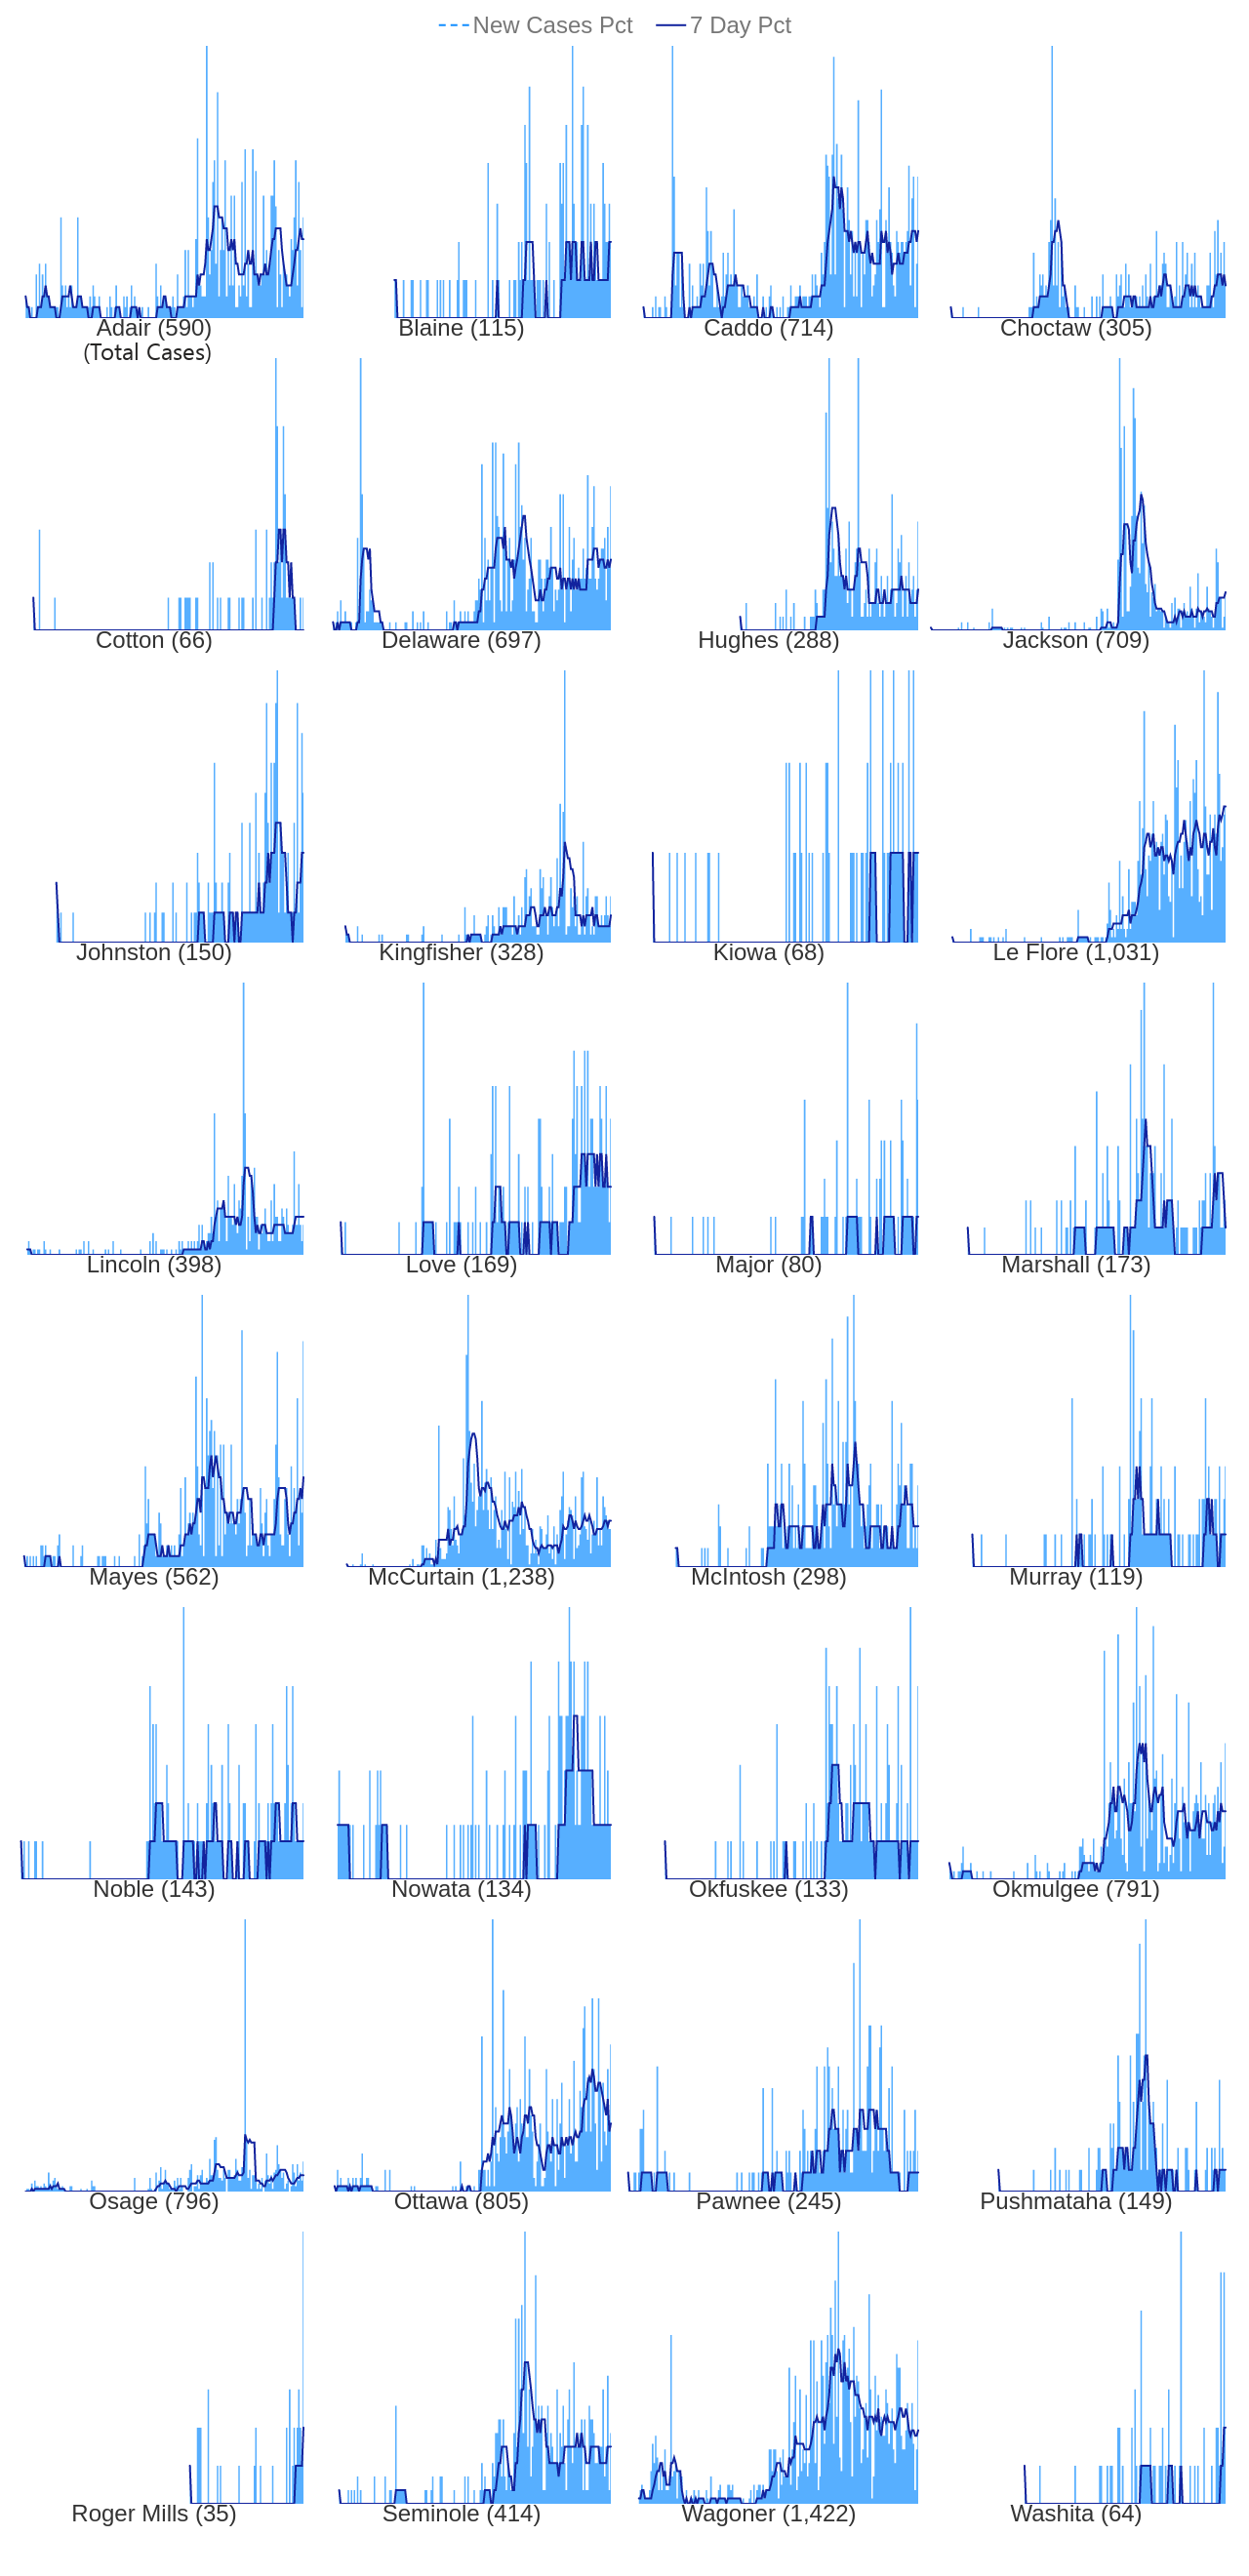 New Cases Pct 7 Day Pct
Adair (590) Blaine (115) Caddo (714) Choctaw (305)
(Total Cases)
Cotton (66) Delaware (697) Hughes (288) Jackson (709)
Johnston (150) Kingfisher (328) Kiowa (68) Le Flore (1,031)
Lincoln (398) Love (169) Major (80) Marshall (173)
Mayes (562) McCurtain (1,238) McIntosh (298) Murray (119)
Noble (143) Nowata (134) Okfuskee (133) Okmulgee (791)
Osage (796) Ottawa (805) Pawnee (245) Pushmataha (149)
Roger Mills (35) Seminole (414) Wagoner (1,422) Washita (64)